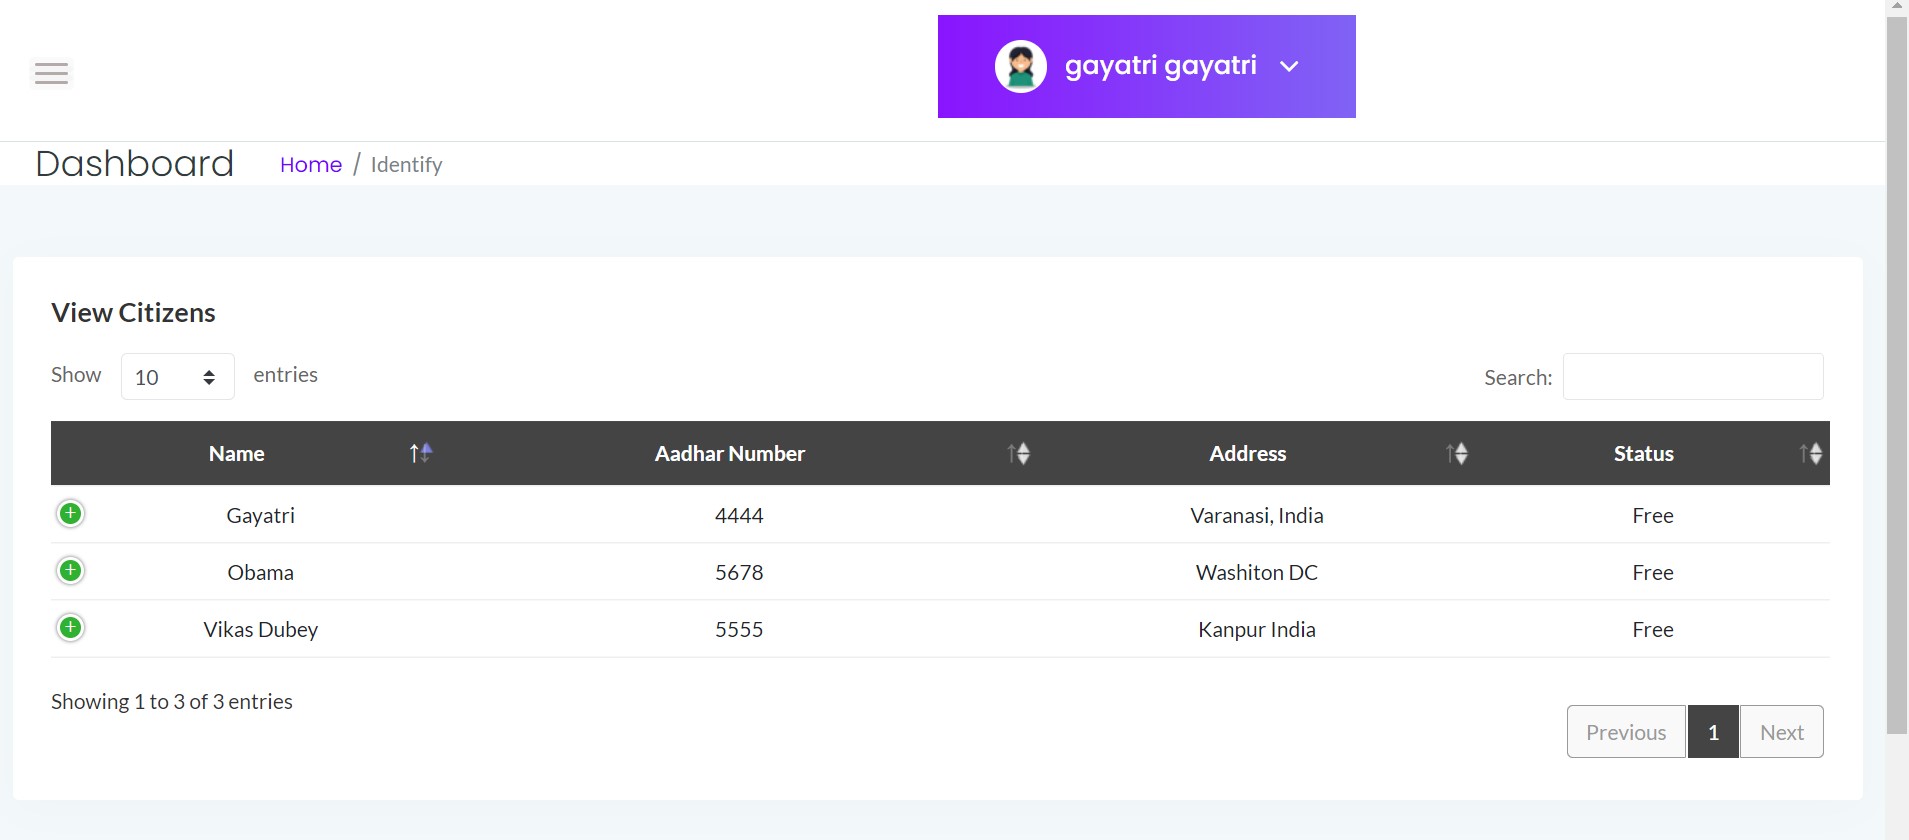 gayatri gayatri
Dashboard Home / Identify
View Citizens
Show 10 entries Search:
Name Aadhar Number Address Status
Gayatri 4444 Varanasi, India Free
Obama 5678 Washiton DC Free
Vikas Dubey 5555 Kanpur India Free
Showing 1 to 3 of 3 entries
Previous 1 Next